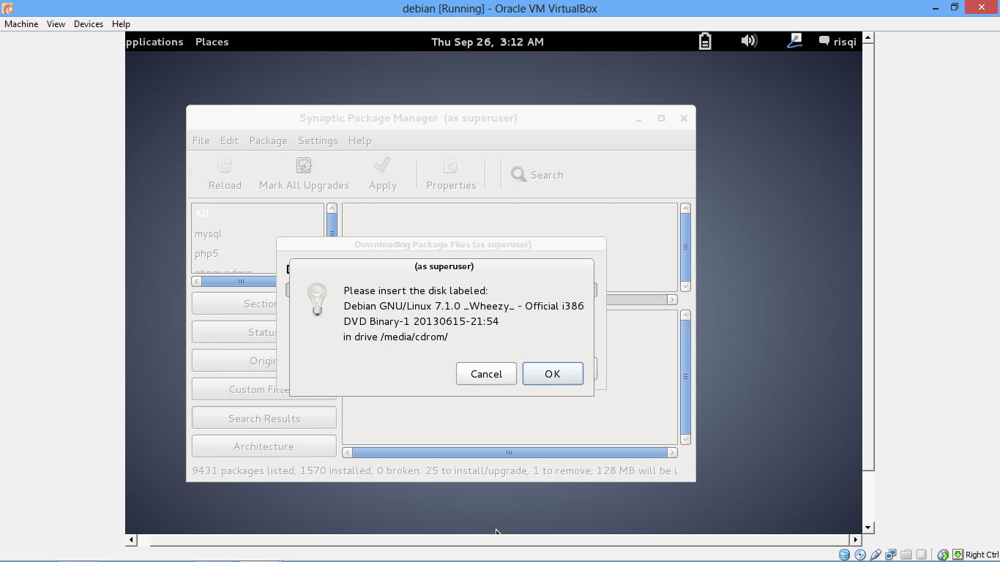 debian [Running] - Oracle VM VirtualBox
Machine View Devices Help
pplications Places Thu Sep 26, 3:12 AM risqi
Synaptic Package Manager (as superuser)
File Edit Package Settings Help
Reload Mark All Upgrades Apply Properties Search
All
mysql
php5
phpmyadmin
Downloading Package Files (as superuser)
(as superuser)
Please insert the disk labeled:
Debian GNU/Linux 7.1.0 _Wheezy_ - Official i386
DVD Binary-1 20130615-21:54
in drive /media/cdrom/
Cancel OK
Section
Status
Origin
Custom Filte
Search Results
Architecture
9431 packages listed, 1570 installed, 0 broken. 25 to install/upgrade, 1 to remove; 128 MB will be u
Right Ctrl